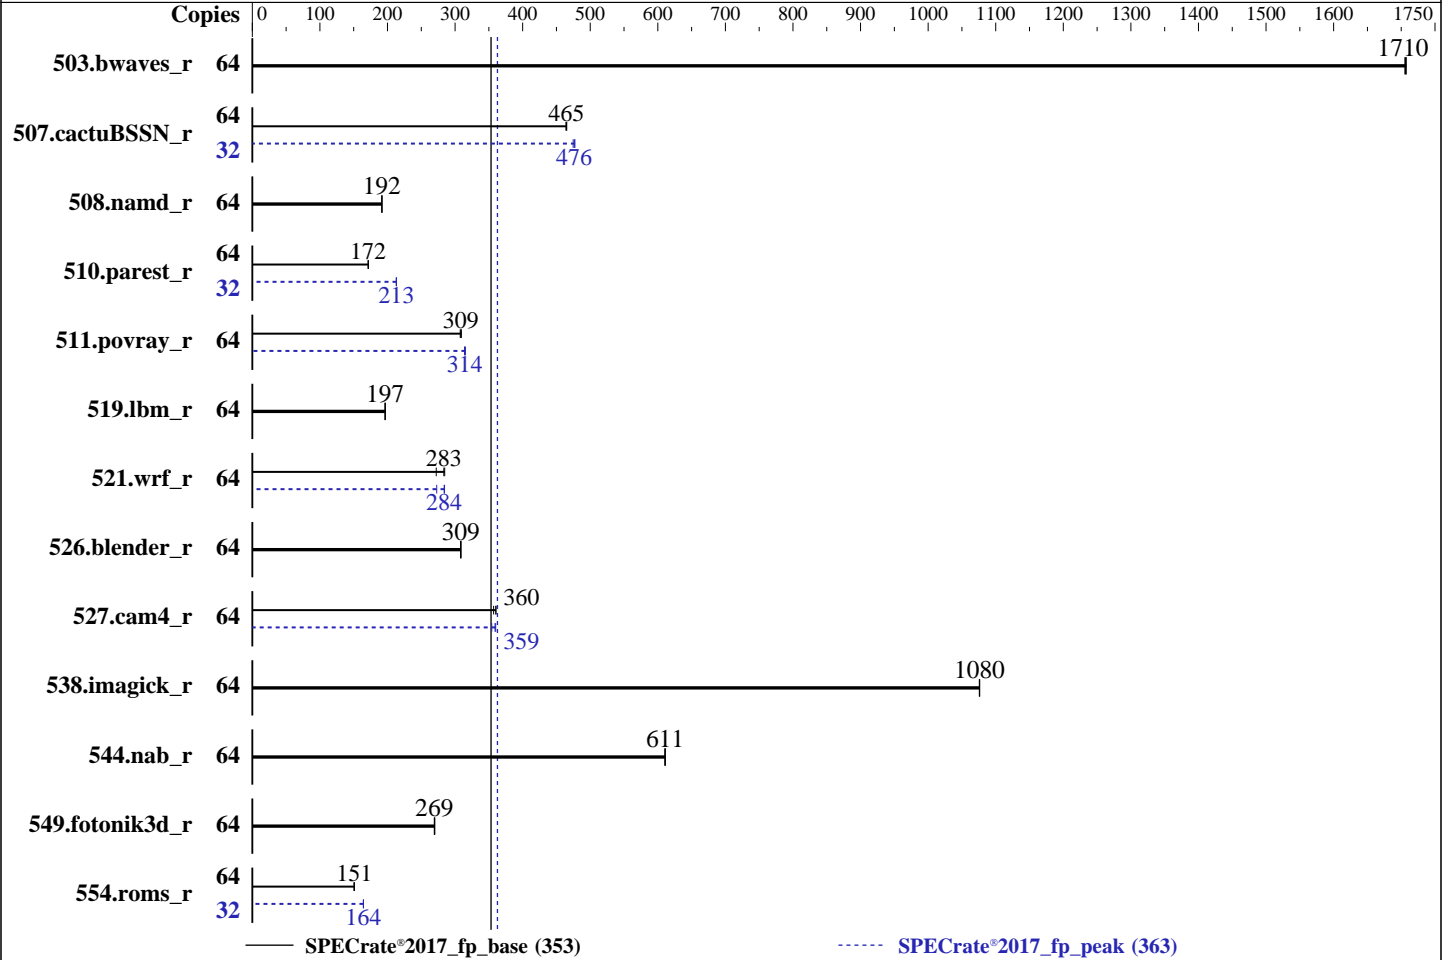 Copies 0 100 200 300 400 500 600 700 800 900 1000 1100 1200 1300 1400 1500 1600 1750
503.bwaves_r 64 1710
507.cactuBSSN_r 64 465
32 476
508.namd_r 64 192
510.parest_r 64 172
32 213
511.povray_r 64 309
314
519.lbm_r 64 197
521.wrf_r 64 283
284
526.blender_r 64 309
527.cam4_r 64 360
359
538.imagick_r 64 1080
544.nab_r 64 611
549.fotonik3d_r 64 269
554.roms_r 64 151
32 164
SPECrate®2017_fp_base (353) SPECrate®2017_fp_peak (363)